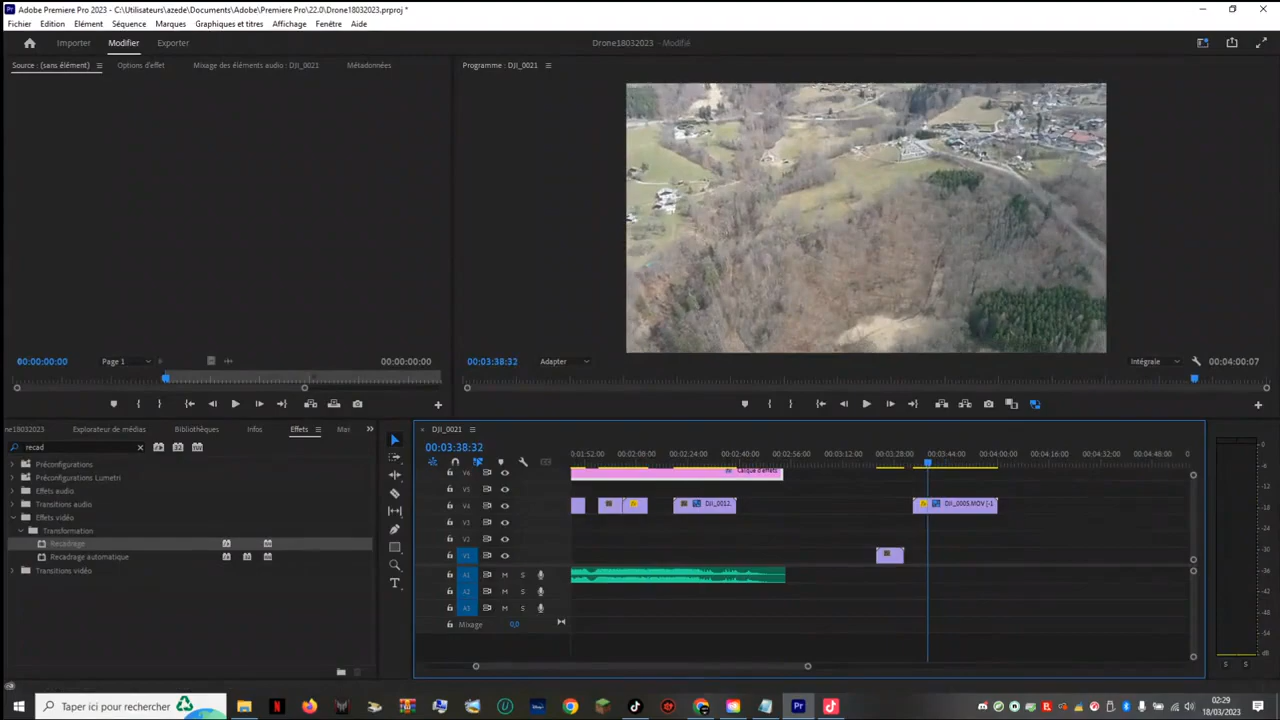 Adobe Premiere Pro 2023 - C:\Utilisateurs\azede\Documents\Adobe\Premiere Pro\22.0\Drone18032023.prproj *
Fichier Edition Elément Séquence Marques Graphiques et titres Affichage Fenêtre Aide
Importer Modifier Exporter
Drone18032023 - Modifié
Source : (sans élément) Options d'effet Mixage des éléments audio : DJI_0021 Métadonnées
Programme : DJI_0021
00:00:00:00 Page 1 00:00:00:00
00:03:38:32 Adapter Intégrale 00:04:00:07
ne18032023 Explorateur de médias Bibliothèques Infos Effets Mar
recad
Préconfigurations
Préconfigurations Lumetri
Effets audio
Transitions audio
Effets vidéo
Transformation
Recadrage
Recadrage automatique
Transitions vidéo
DJI_0021
00:03:38:32
0:01:52:00 00:02:08:00 00:02:24:00 00:02:40:00 00:02:56:00 00:03:12:00 00:03:28:00 00:03:44:00 00:04:00:00 00:04:16:00 00:04:32:00 00:04:48:00 0
V6 Calque d'effets
V5
V4 DJI_0012. DJI_0005.MOV [-1
V3
V2
V1
A1 M S
A2 M S
A3 M S
Mixage 0,0
dB
S S
Taper ici pour rechercher
02:29
18/03/2023